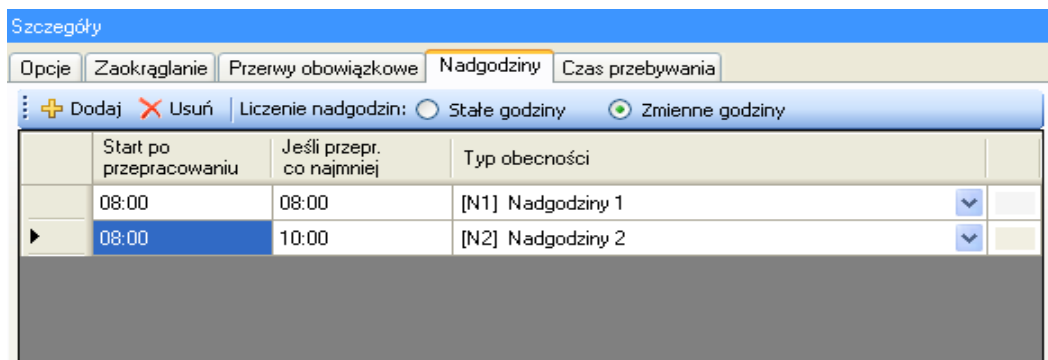 Szczegóły
Opcje Zaokrąglanie Przerwy obowiązkowe Nadgodziny Czas przebywania
Dodaj Usuń Liczenie nadgodzin: Stałe godziny Zmienne godziny
Start po przepracowaniu Jeśli przepr. co najmniej Typ obecności
08:00 08:00 [N1] Nadgodziny 1
08:00 10:00 [N2] Nadgodziny 2